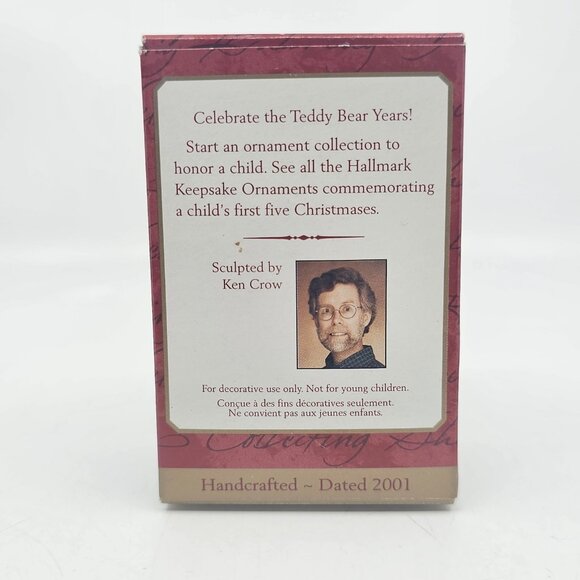 Celebrate the Teddy Bear Years!
Start an ornament collection to
honor a child. See all the Hallmark
Keepsake Ornaments commemorating
a child's first five Christmases.
Sculpted by
Ken Crow
For decorative use only. Not for young children.
Conçue à des fins décoratives seulement.
Ne convient pas aux jeunes enfants.
Collecting
Handcrafted ~ Dated 2001